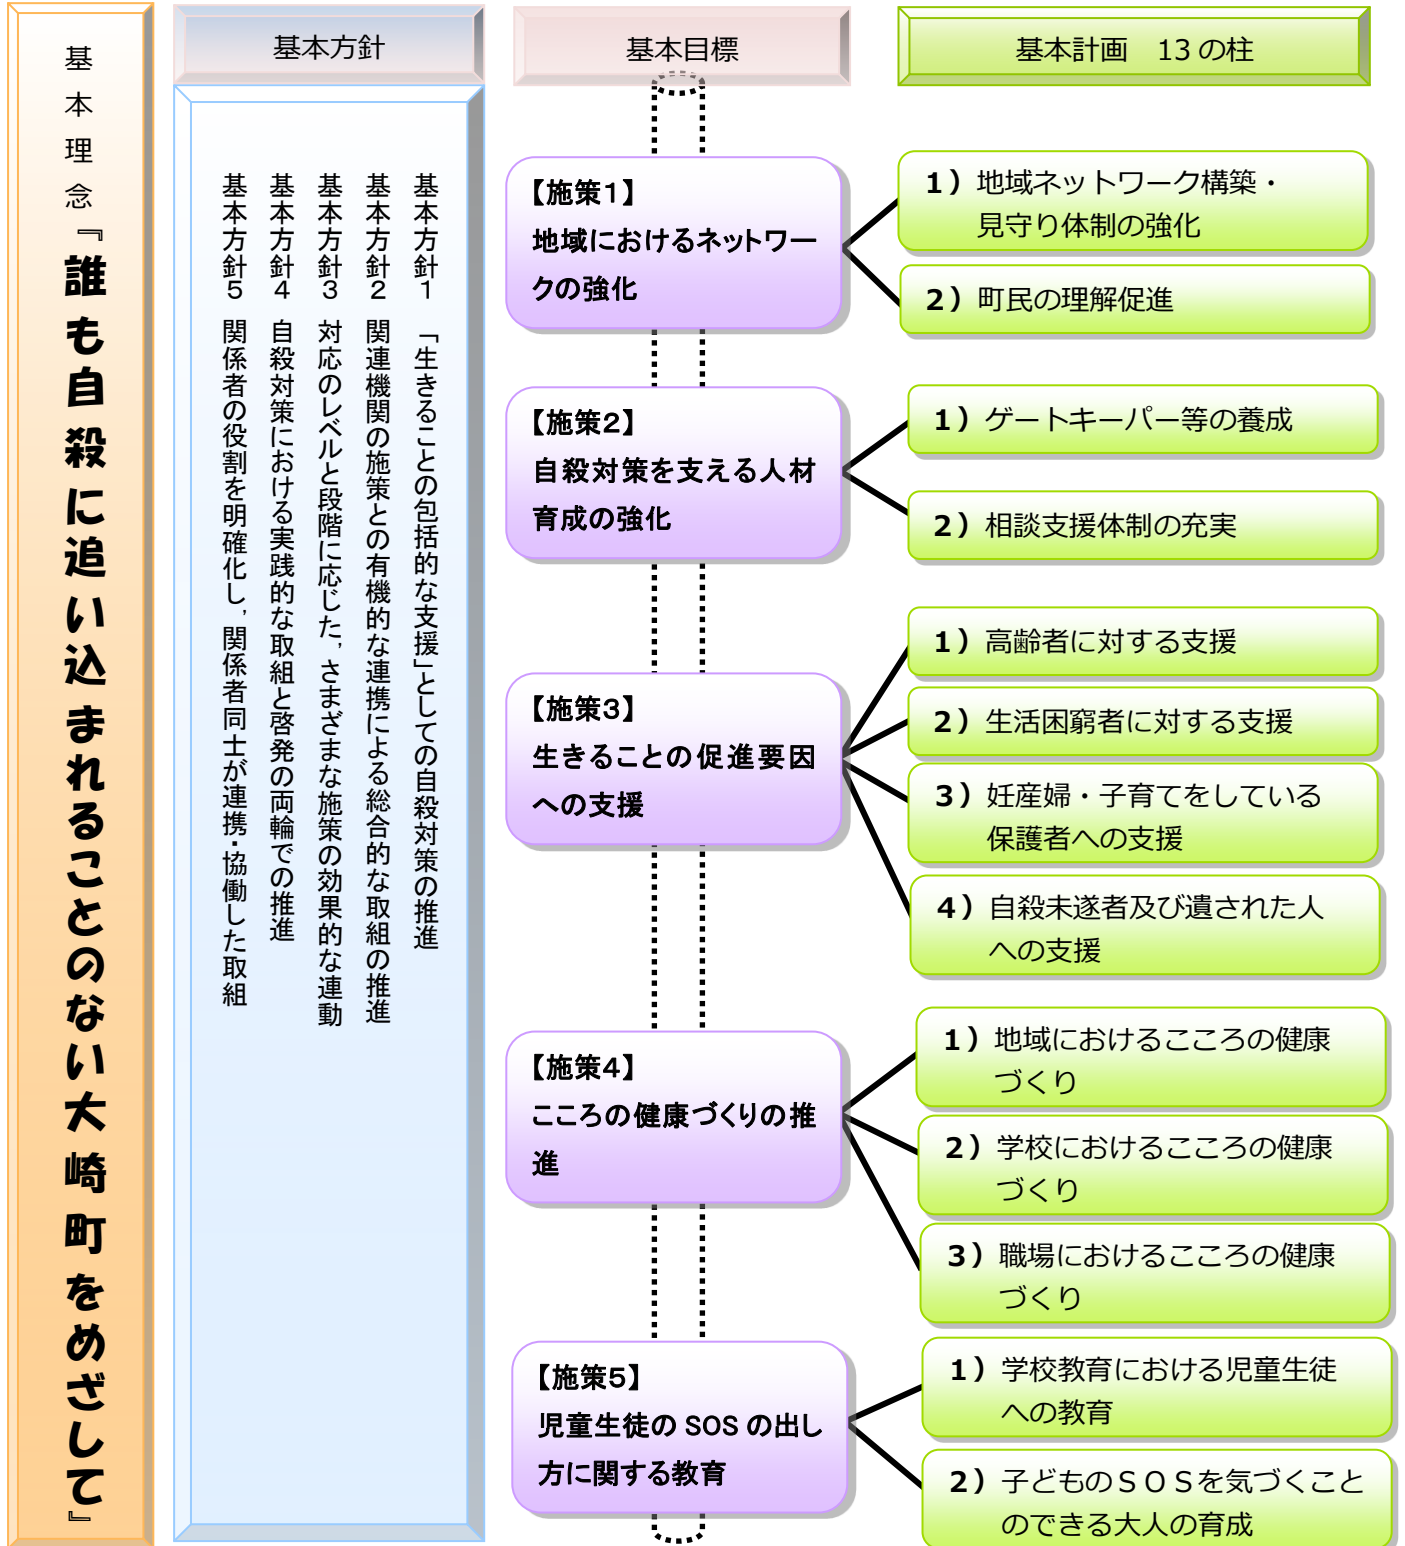 基本理念『誰も自殺に追い込まれることのない大崎町をめざして』
基本方針
基本方針１　「生きることの包括的な支援」としての自殺対策の推進
基本方針２　関連機関の施策との有機的な連携による総合的な取組の推進
基本方針３　対応のレベルと段階に応じた，さまざまな施策の効果的な連動
基本方針４　自殺対策における実践的な取組と啓発の両輪での推進
基本方針５　関係者の役割を明確化し，関係者同士が連携・協働した取組
基本目標
基本計画　13 の柱
【施策１】
地域におけるネットワー
クの強化
1）地域ネットワーク構築・
見守り体制の強化
2）町民の理解促進
【施策２】
自殺対策を支える人材
育成の強化
1）ゲートキーパー等の養成
2）相談支援体制の充実
【施策３】
生きることの促進要因
への支援
1）高齢者に対する支援
2）生活困窮者に対する支援
3）妊産婦・子育てをしている
保護者への支援
4）自殺未遂者及び遺された人
への支援
【施策４】
こころの健康づくりの推
進
1）地域におけるこころの健康
づくり
2）学校におけるこころの健康
づくり
3）職場におけるこころの健康
づくり
【施策５】
児童生徒の SOS の出し
方に関する教育
1）学校教育における児童生徒
への教育
2）子どものＳＯＳを気づくこと
のできる大人の育成